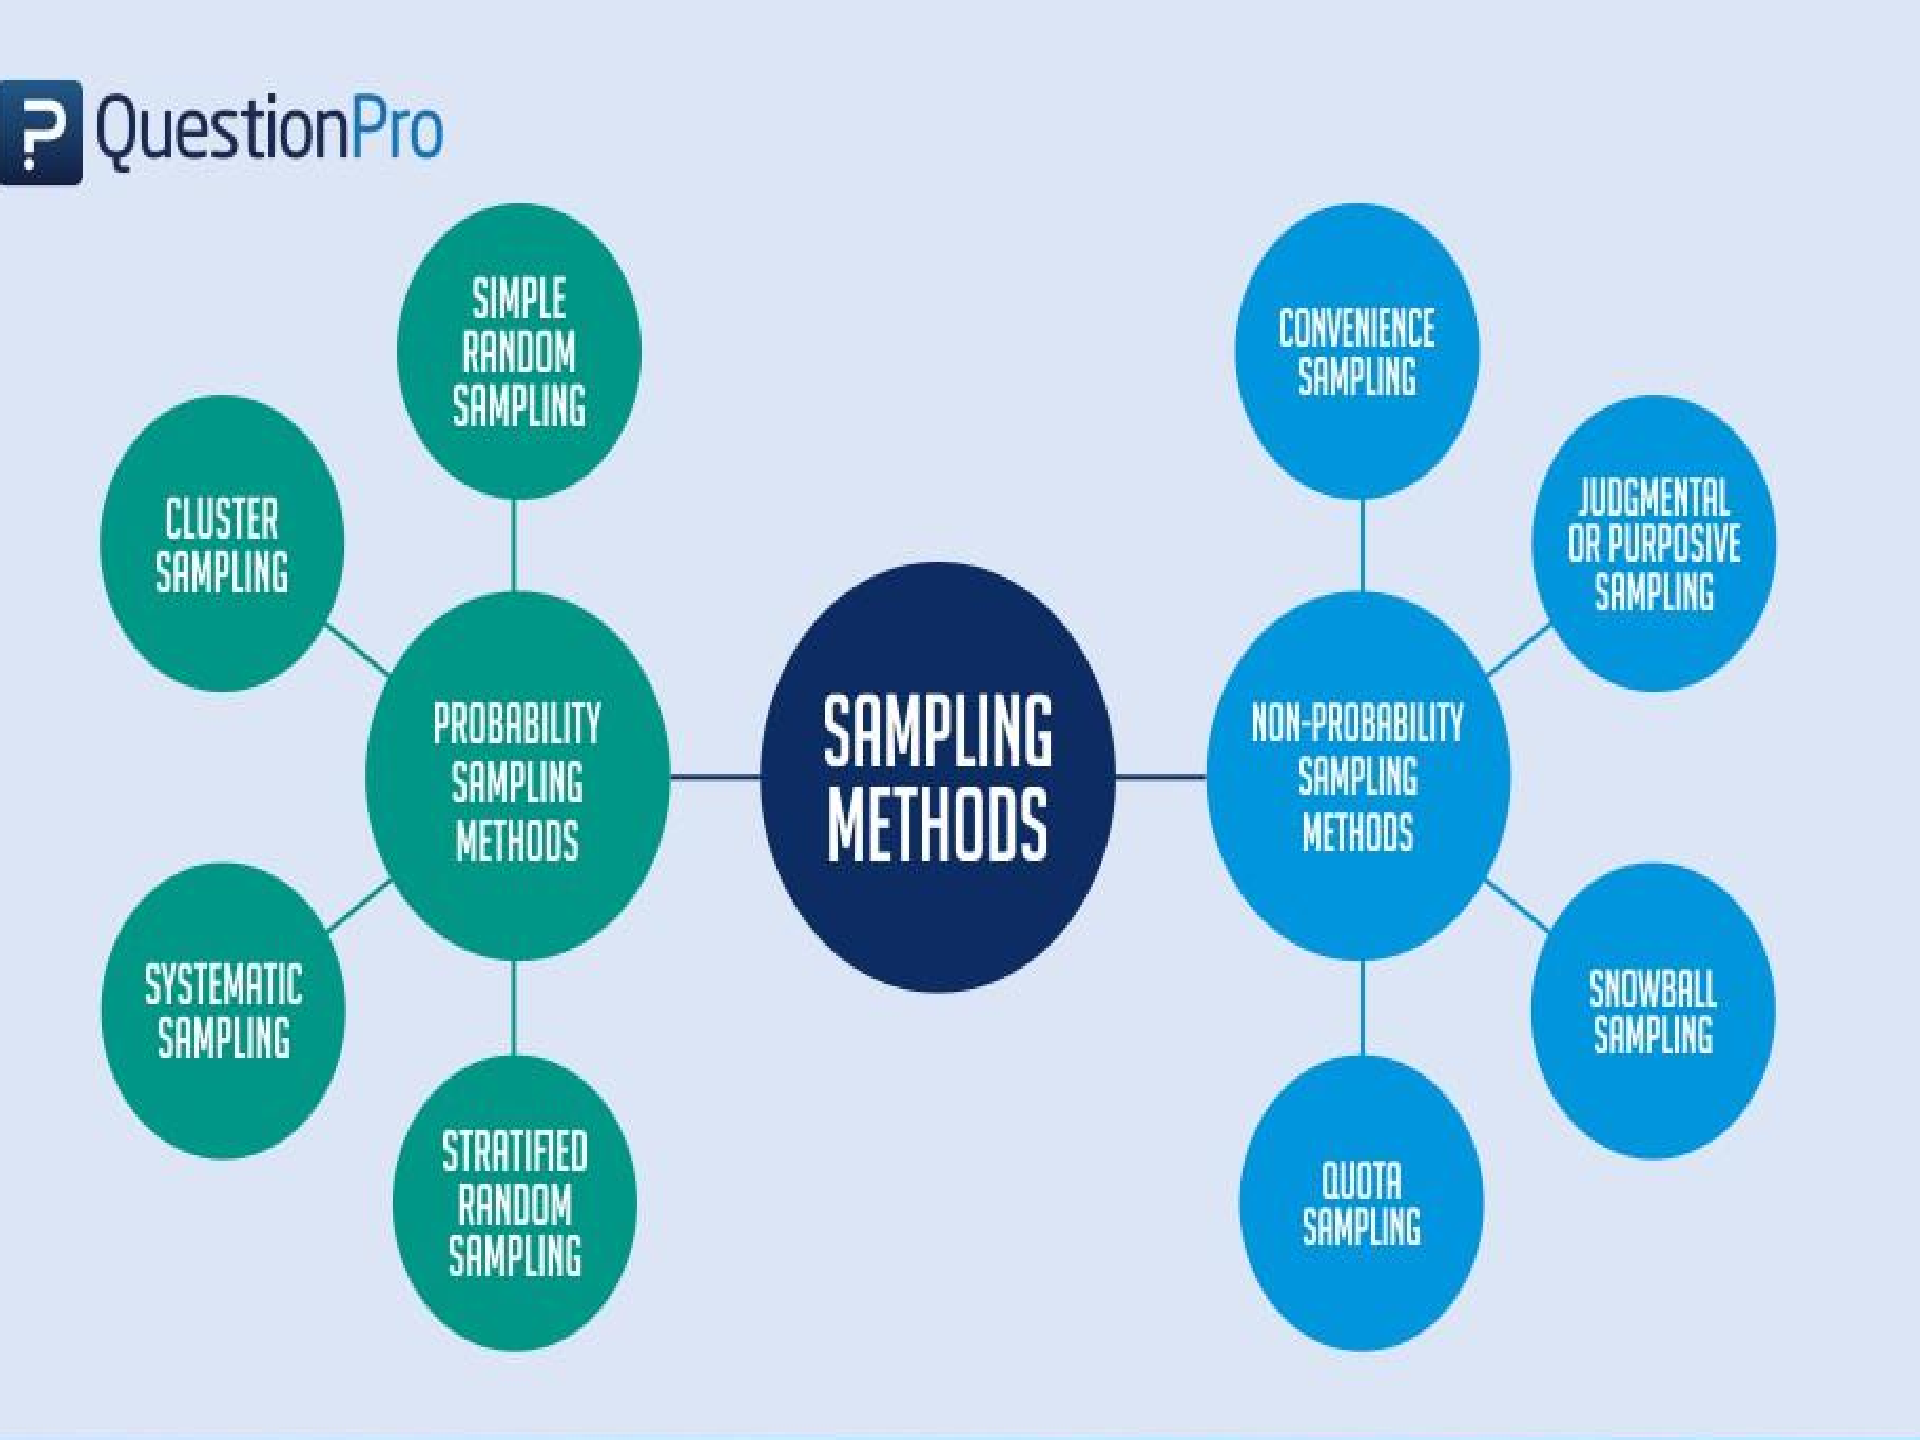 QuestionPro
SIMPLE
RANDOM
SAMPLING
CLUSTER
SAMPLING
PROBABILITY
SAMPLING
METHODS
SYSTEMATIC
SAMPLING
STRATIFIED
RANDOM
SAMPLING
SAMPLING
METHODS
CONVENIENCE
SAMPLING
JUDGMENTAL
OR PURPOSIVE
SAMPLING
NON-PROBABILITY
SAMPLING
METHODS
SNOWBALL
SAMPLING
QUOTA
SAMPLING